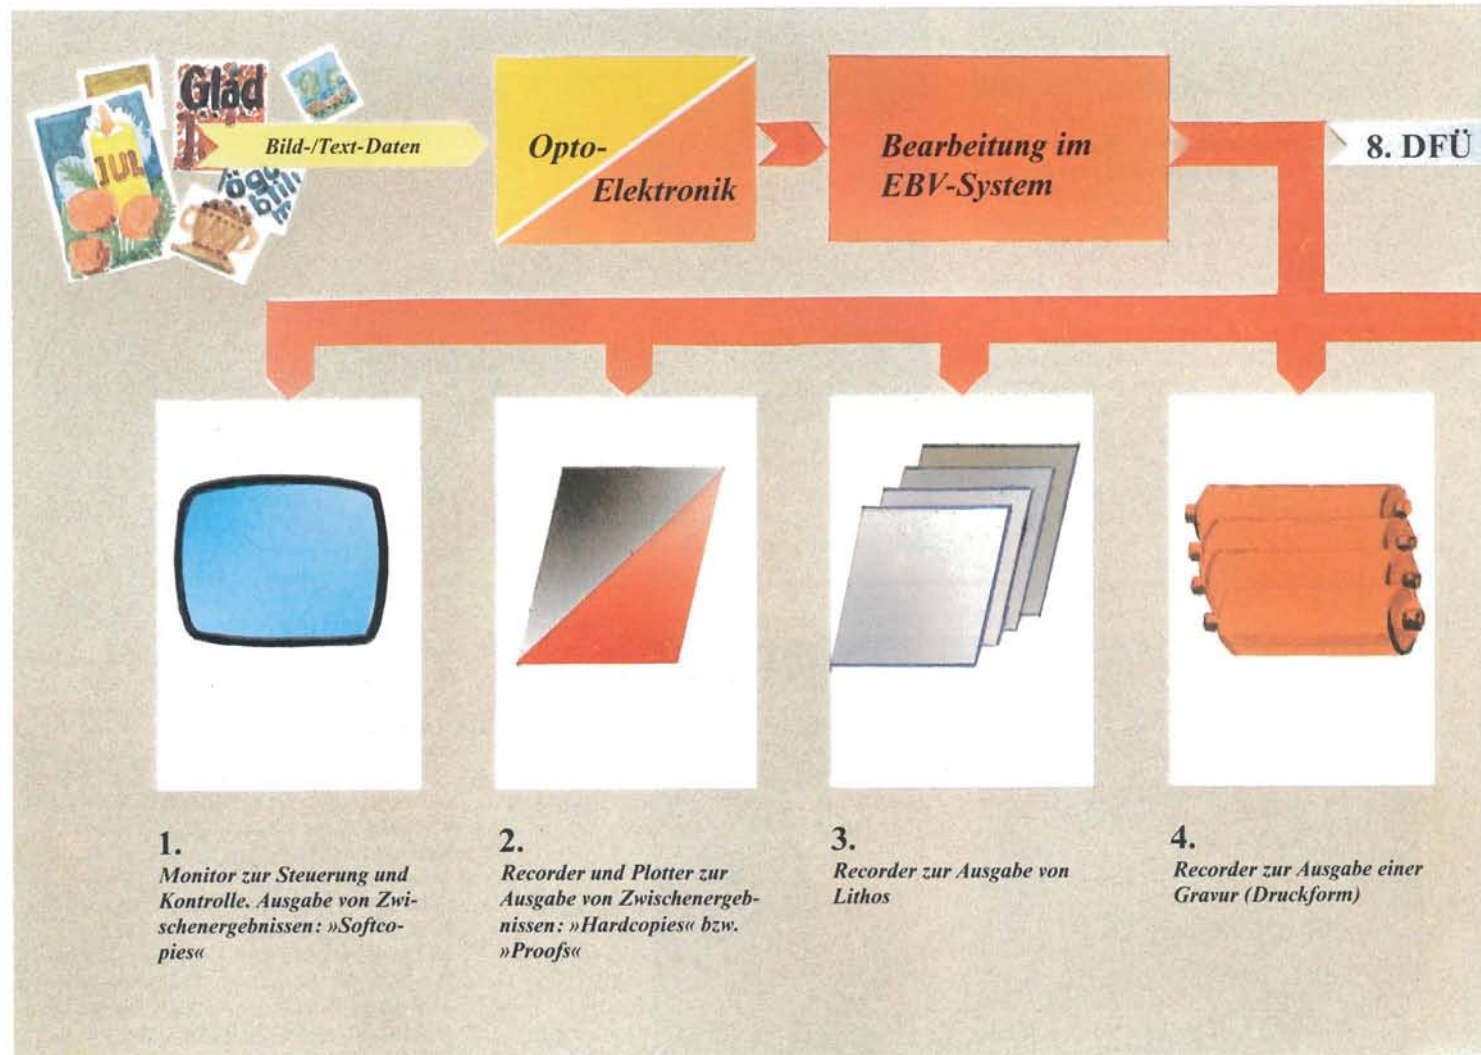 Glad
JUL
Bild-/Text-Daten
Opto-
Elektronik
Bearbeitung im
EBV-System
8. DFÜ
1.
Monitor zur Steuerung und
Kontrolle. Ausgabe von Zwi-
schenergebnissen: »Softco-
pies«
2.
Recorder und Plotter zur
Ausgabe von Zwischenergeb-
nissen: »Hardcopies« bzw.
»Proofs«
3.
Recorder zur Ausgabe von
Lithos
4.
Recorder zur Ausgabe einer
Gravur (Druckform)